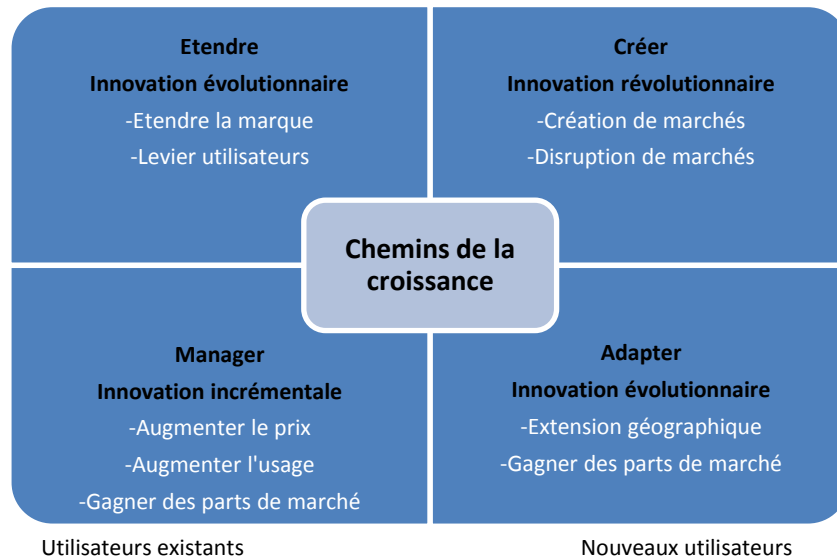 Etendre
Innovation évolutionnaire
-Etendre la marque
-Levier utilisateurs
Créer
Innovation révolutionnaire
-Création de marchés
-Disruption de marchés
Chemins de la
croissance
Manager
Innovation incrémentale
-Augmenter le prix
-Augmenter l'usage
-Gagner des parts de marché
Adapter
Innovation évolutionnaire
-Extension géographique
-Gagner des parts de marché
Utilisateurs existants
Nouveaux utilisateurs